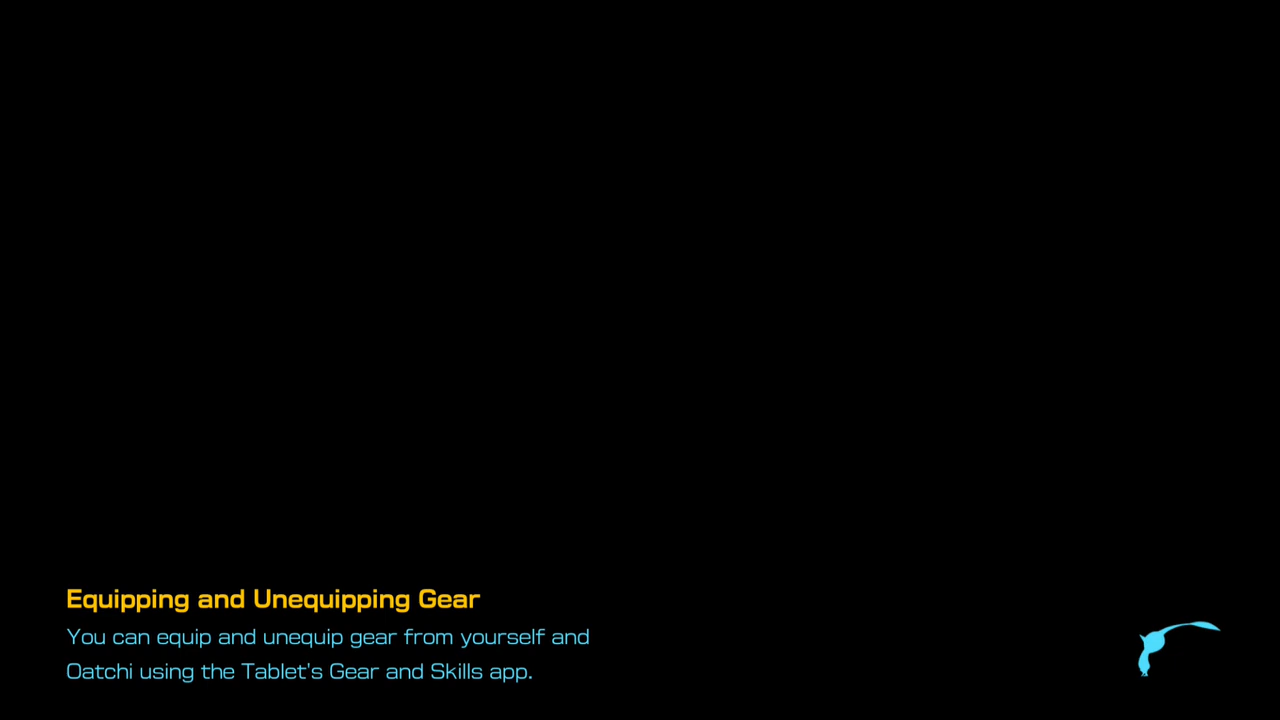 Equipping and Unequipping Gear
You can equip and unequip gear from yourself and
Oatchi using the Tablet's Gear and Skills app.